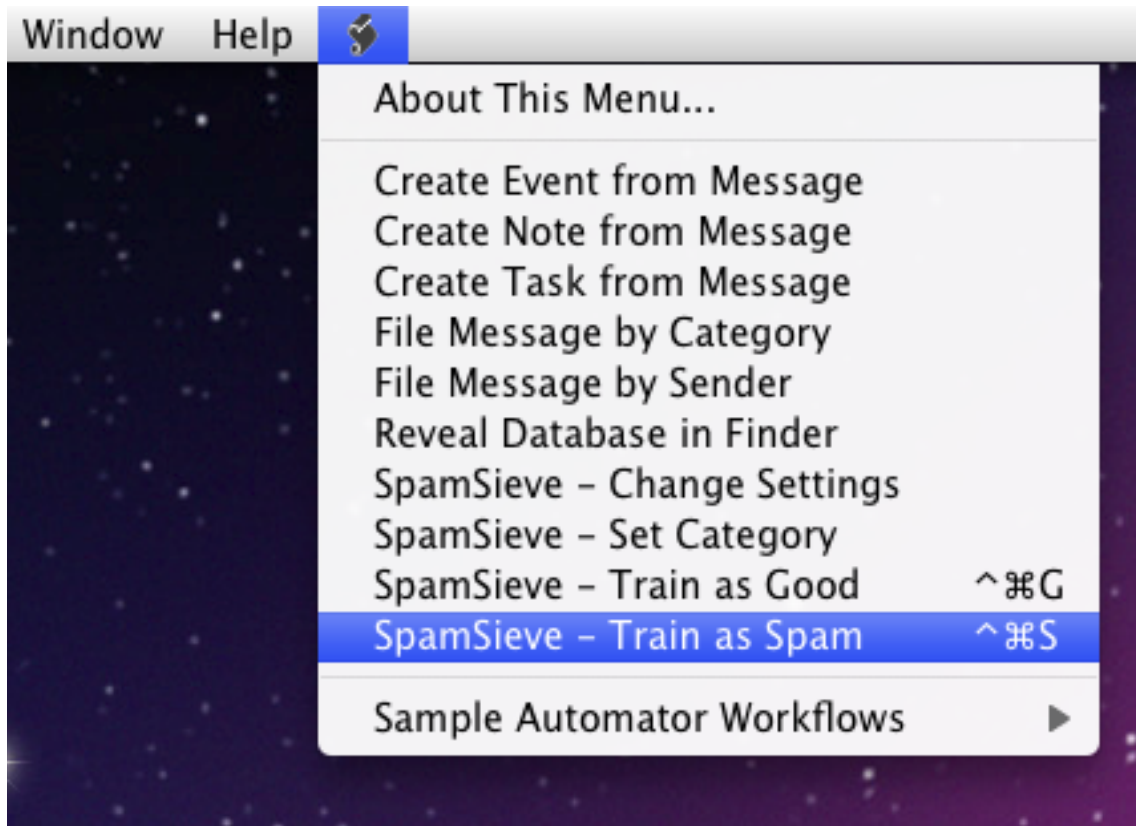 Window Help
About This Menu...
Create Event from Message
Create Note from Message
Create Task from Message
File Message by Category
File Message by Sender
Reveal Database in Finder
SpamSieve – Change Settings
SpamSieve – Set Category
SpamSieve – Train as Good ^⌘G
SpamSieve – Train as Spam ^⌘S
Sample Automator Workflows